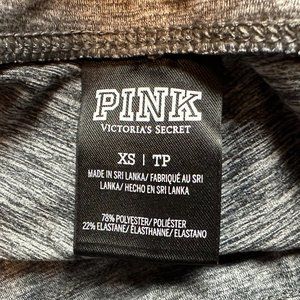 PINK
VICTORIA'S SECRET
XS | TP
MADE IN SRI LANKA/ FABRIQUÉ AU SRI
LANKA/ HECHO EN SRI LANKA
78% POLYESTER/ POLIÉSTER
22% ELASTANE/ ÉLASTHANNE/ ELASTANO